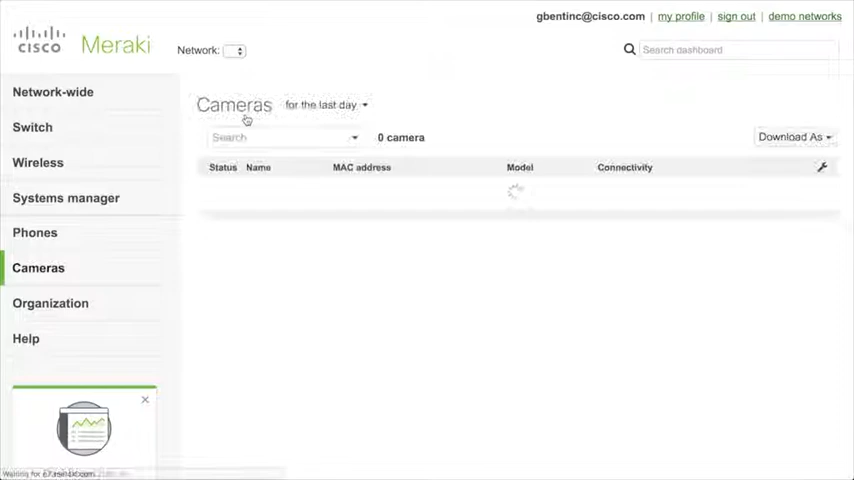 gbentinc@cisco.com | my profile | sign out | demo networks
cisco Meraki Network: Search dashboard
Network-wide
Switch
Wireless
Systems manager
Phones
Cameras
Organization
Help
Cameras for the last day
Search 0 camera Download As
Status Name MAC address Model Connectivity
Waiting for